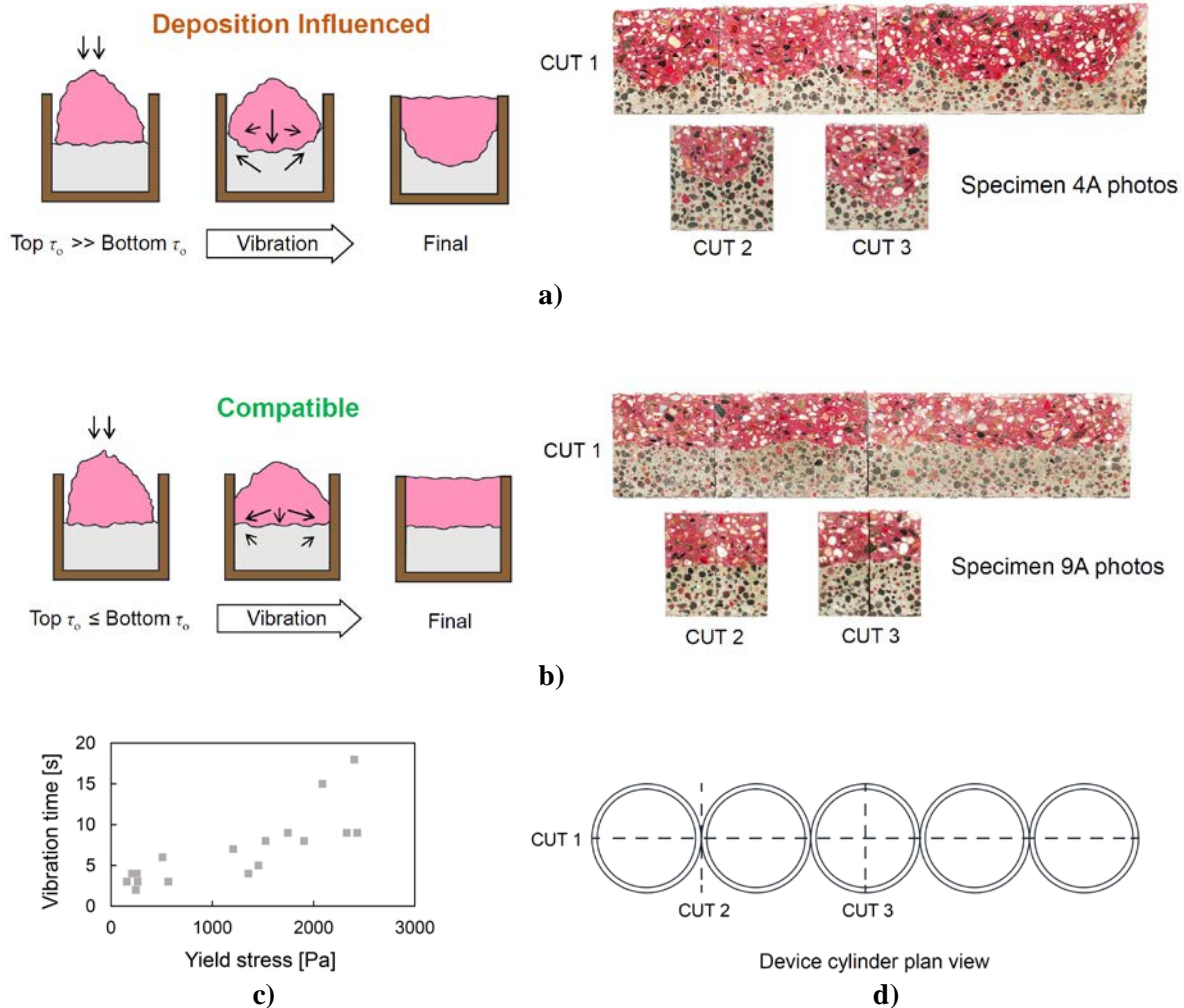 Deposition Influenced
CUT 1
CUT 2
CUT 3
Specimen 4A photos
Top τₒ >> Bottom τₒ
Vibration
Final
a)
Compatible
CUT 1
CUT 2
CUT 3
Specimen 9A photos
Top τₒ ≤ Bottom τₒ
Vibration
Final
b)
Vibration time [s]
20
15
10
5
0
0
1000
2000
3000
Yield stress [Pa]
c)
CUT 1
CUT 2
CUT 3
Device cylinder plan view
d)